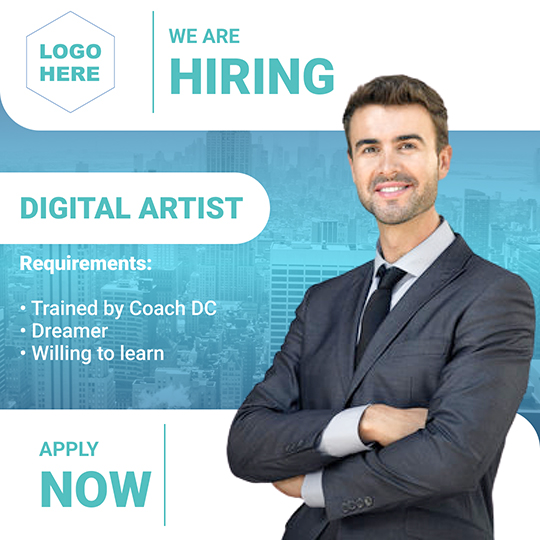 LOGO
HERE
WE ARE
HIRING
DIGITAL ARTIST
Requirements:
• Trained by Coach DC
• Dreamer
• Willing to learn
APPLY
NOW